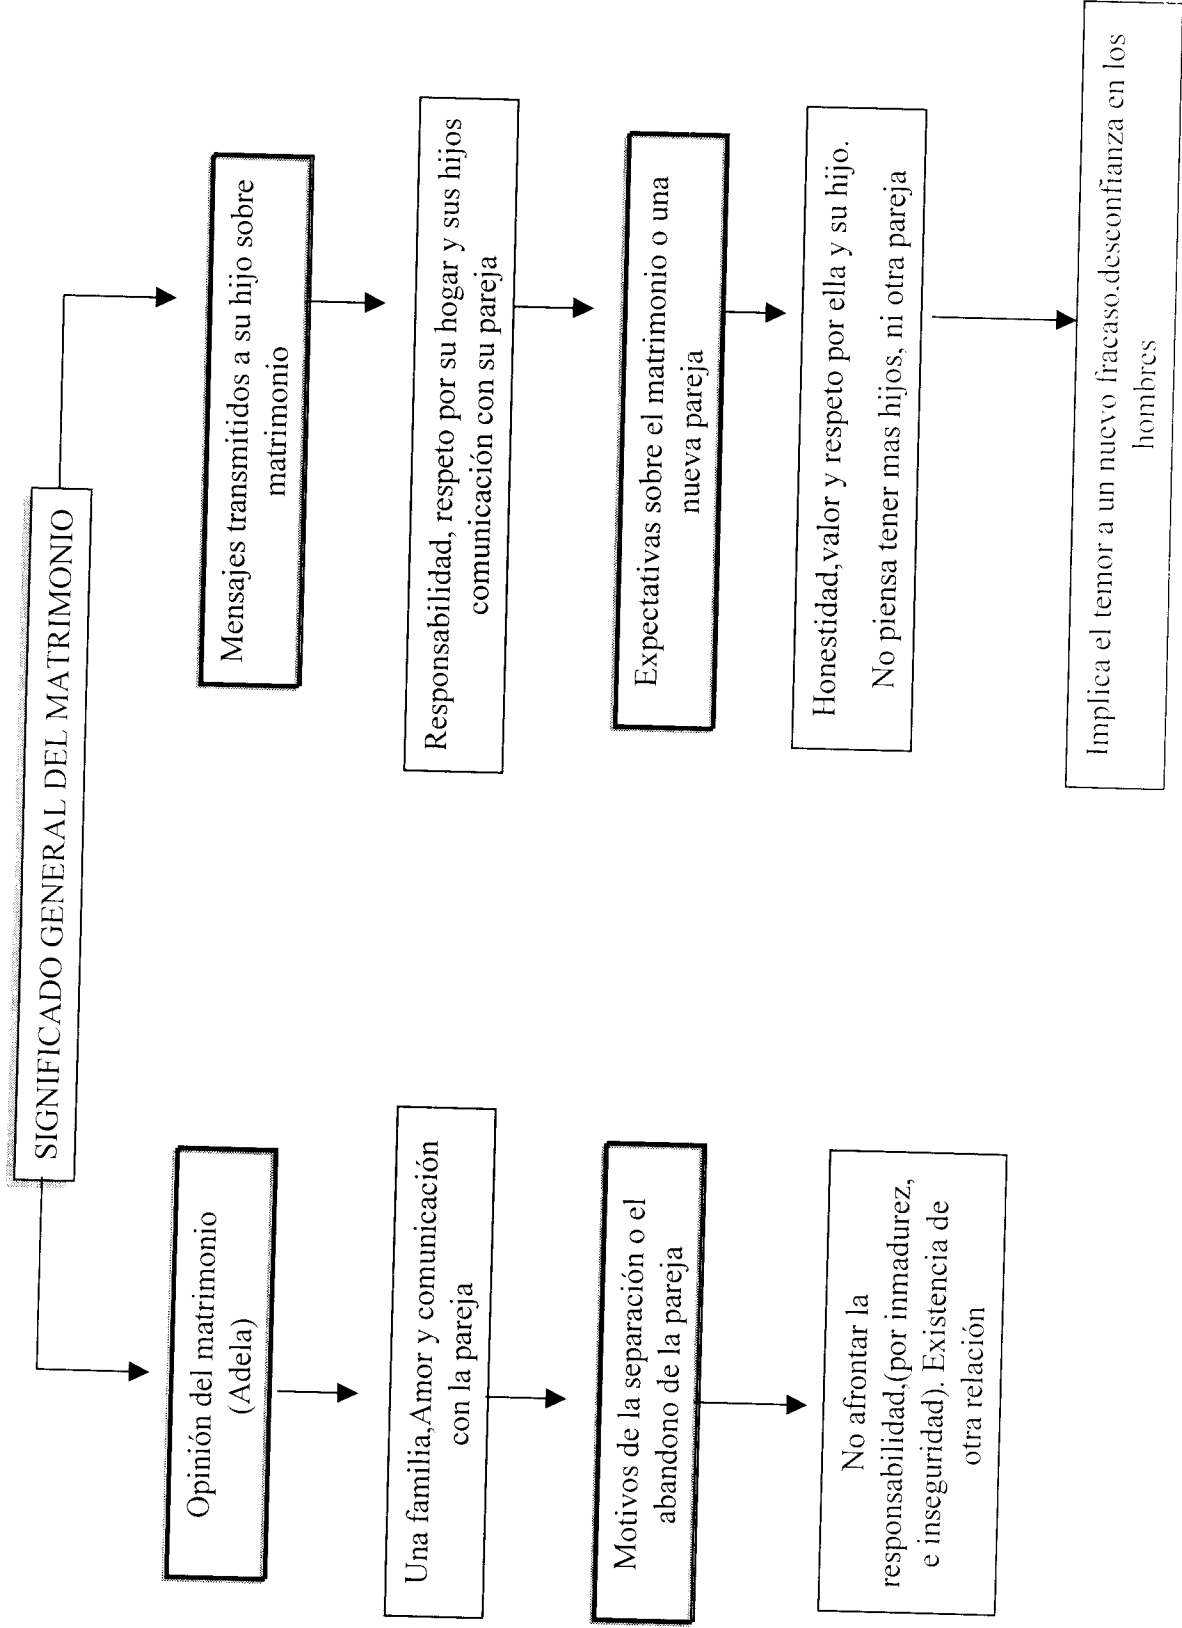 SIGNIFICADO GENERAL DEL MATRIMONIO
Opinión del matrimonio
(Adela)
Una familia,Amor y comunicación
con la pareja
Motivos de la separación o el
abandono de la pareja
No afrontar la
responsabilidad,(por inmadurez,
e inseguridad). Existencia de
otra relación
Mensajes transmitidos a su hijo sobre
matrimonio
Responsabilidad, respeto por su hogar y sus hijos
comunicación con su pareja
Expectativas sobre el matrimonio o una
nueva pareja
Honestidad,valor y respeto por ella y su hijo.
No piensa tener mas hijos, ni otra pareja
Implica el temor a un nuevo fracaso.desconfianza en los
hombres